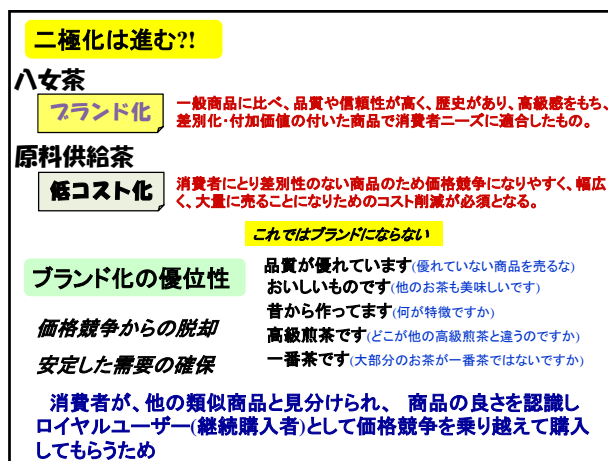 二極化は進む?!
八女茶
ブランド化
一般商品に比べ、品質や信頼性が高く、歴史があり、高級感をもち、
差別化・付加価値の付いた商品で消費者ニーズに適合したもの。
原料供給茶
低コスト化
消費者にとり差別性のない商品のため価格競争になりやすく、幅広
く、大量に売ることになりためのコスト削減が必須となる。
これではブランドにならない
ブランド化の優位性
価格競争からの脱却
安定した需要の確保
品質が優れています(優れていない商品を売るな)
おいしいものです(他のお茶も美味しいです)
昔から作ってます(何が特徴ですか)
高級煎茶です(どこが他の高級煎茶と違うのですか)
一番茶です(大部分のお茶が一番茶ではないですか)
消費者が、他の類似商品と見分けられ、 商品の良さを認識し
ロイヤルユーザー(継続購入者)として価格競争を乗り越えて購入
してもらうため